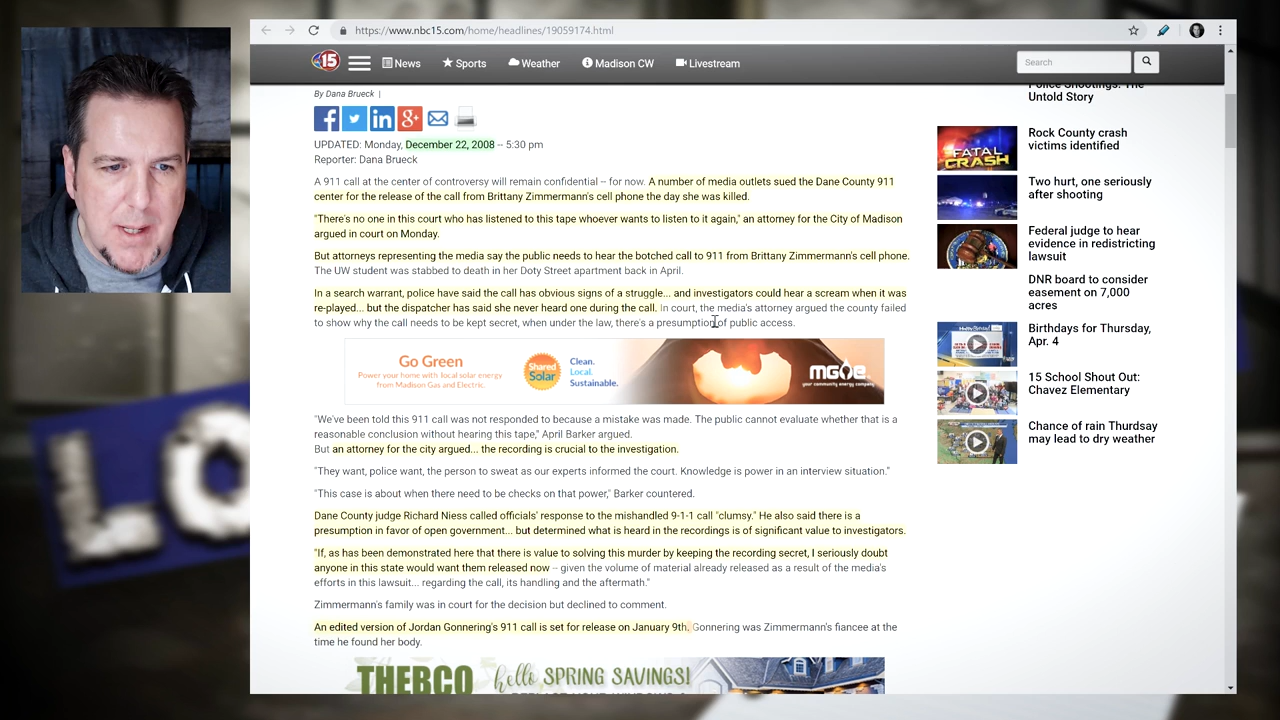 https://www.nbc15.com/home/headlines/19059174.html
15
News
Sports
Weather
Madison CW
Livestream
Search
By Dana Brueck |
UPDATED: Monday, December 22, 2008 -- 5:30 pm
Reporter: Dana Brueck
A 911 call at the center of controversy will remain confidential -- for now. A number of media outlets sued the Dane County 911
center for the release of the call from Brittany Zimmermann's cell phone the day she was killed.
"There's no one in this court who has listened to this tape whoever wants to listen to it again," an attorney for the City of Madison
argued in court on Monday.
But attorneys representing the media say the public needs to hear the botched call to 911 from Brittany Zimmermann's cell phone.
The UW student was stabbed to death in her Doty Street apartment back in April.
In a search warrant, police have said the call has obvious signs of a struggle... and investigators could hear a scream when it was
re-played... but the dispatcher has said she never heard one during the call. In court, the media's attorney argued the county failed
to show why the call needs to be kept secret, when under the law, there's a presumption of public access.
Go Green
Power your home with local solar energy
from Madison Gas and Electric.
Shared
Solar
Clean.
Local.
Sustainable.
mge
your community energy company
"We've been told this 911 call was not responded to because a mistake was made. The public cannot evaluate whether that is a
reasonable conclusion without hearing this tape," April Barker argued.
But an attorney for the city argued... the recording is crucial to the investigation.
"They want, police want, the person to sweat as our experts informed the court. Knowledge is power in an interview situation."
"This case is about when there need to be checks on that power," Barker countered.
Dane County judge Richard Niess called officials' response to the mishandled 9-1-1 call "clumsy." He also said there is a
presumption in favor of open government... but determined what is heard in the recordings is of significant value to investigators.
"If, as has been demonstrated here that there is value to solving this murder by keeping the recording secret, I seriously doubt
anyone in this state would want them released now -- given the volume of material already released as a result of the media's
efforts in this lawsuit... regarding the call, its handling and the aftermath."
Zimmermann's family was in court for the decision but declined to comment.
An edited version of Jordan Gonnering's 911 call is set for release on January 9th. Gonnering was Zimmermann's fiancee at the
time he found her body.
THEBCO
hello SPRING SAVINGS!
Police Shootings: The
Untold Story
FATAL
CRASH
Rock County crash
victims identified
Two hurt, one seriously
after shooting
Federal judge to hear
evidence in redistricting
lawsuit
DNR board to consider
easement on 7,000
acres
Birthdays for Thursday,
Apr. 4
15 School Shout Out:
Chavez Elementary
Chance of rain Thurdsay
may lead to dry weather
LO